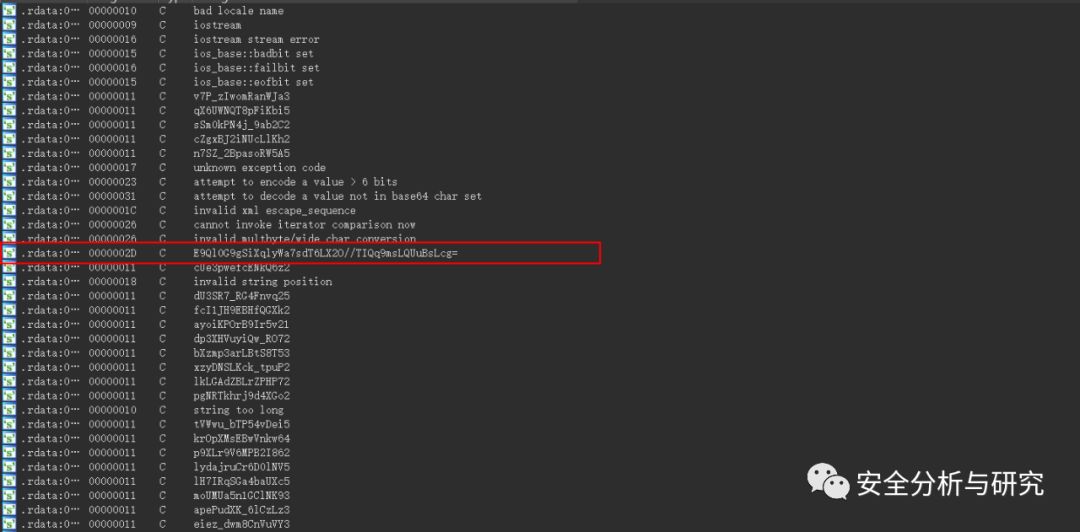 .rdata:0… 00000010 C bad locale name
.rdata:0… 00000009 C iostream
.rdata:0… 00000016 C iostream stream error
.rdata:0… 00000015 C ios_base::badbit set
.rdata:0… 00000016 C ios_base::failbit set
.rdata:0… 00000015 C ios_base::eofbit set
.rdata:0… 00000011 C v7P_zIwomRanWJa3
.rdata:0… 00000011 C qX6UWNQT8pFiKbi5
.rdata:0… 00000011 C sSm0kPN4j_9ab2C2
.rdata:0… 00000011 C cZgxBJ2iNUcLlKh2
.rdata:0… 00000011 C n7SZ_2BpasoRW5A5
.rdata:0… 00000017 C unknown exception code
.rdata:0… 00000023 C attempt to encode a value > 6 bits
.rdata:0… 00000031 C attempt to decode a value not in base64 char set
.rdata:0… 0000001C C invalid xml escape_sequence
.rdata:0… 00000026 C cannot invoke iterator comparison now
.rdata:0… 00000026 C invalid multbyte/wide char conversion
.rdata:0… 0000002D C E9Ql0G9gSiXqlyWa7sdT6LX20//TIQq9msLQUuBsLcg=
.rdata:0… 00000011 C cUe3pwefcENkQ6z2
.rdata:0… 00000018 C invalid string position
.rdata:0… 00000011 C dU3SR7_RG4Fnvq25
.rdata:0… 00000011 C fcI1JH9EBHfQGXk2
.rdata:0… 00000011 C ayoiKPOrB9Ir5v21
.rdata:0… 00000011 C dp3XHVuyiQw_RO72
.rdata:0… 00000011 C bXzmp3arLBtS8T53
.rdata:0… 00000011 C xzyDNSLKck_tpuP2
.rdata:0… 00000011 C lkLGAdZBLrZPHP72
.rdata:0… 00000011 C pgNRTkhrj9d4XGo2
.rdata:0… 00000010 C string too long
.rdata:0… 00000011 C tVWwu_bTP54vDei5
.rdata:0… 00000011 C krOpXMsEBwVnkw64
.rdata:0… 00000011 C p9XLr9V6MPB2I862
.rdata:0… 00000011 C lydajruCr6D0lNV5
.rdata:0… 00000011 C lH7IRqSGa4baUXc5
.rdata:0… 00000011 C moUMUa5n1GClNK93
.rdata:0… 00000011 C apePudXK_6lCzLz3
.rdata:0… 00000011 C eiez_dwm8CnVuVY3
安全分析与研究